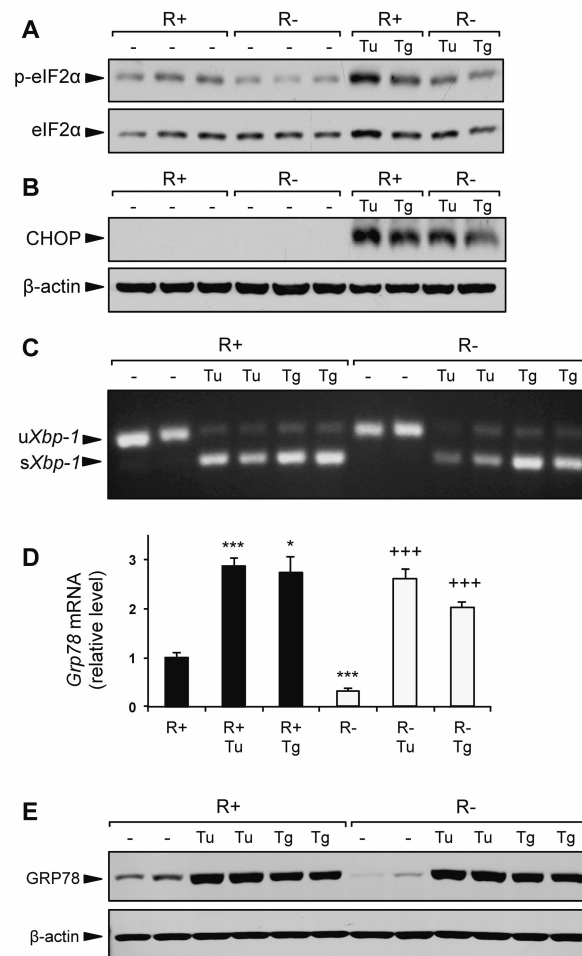 A
R+ R- R+ R-
- - - - - - Tu Tg Tu Tg
p-eIF2α
eIF2α
B
R+ R- R+ R-
- - - - - - Tu Tg Tu Tg
CHOP
β-actin
C
R+ R-
- - Tu Tu Tg Tg - - Tu Tu Tg Tg
uXbp-1
sXbp-1
D
Grp78 mRNA
(relative level)
3
2
1
0
*** * *** +++ +++
R+ R+ R+ R- R- R-
Tu Tg Tu Tg
E
R+ R-
- - Tu Tu Tg Tg - - Tu Tu Tg Tg
GRP78
β-actin